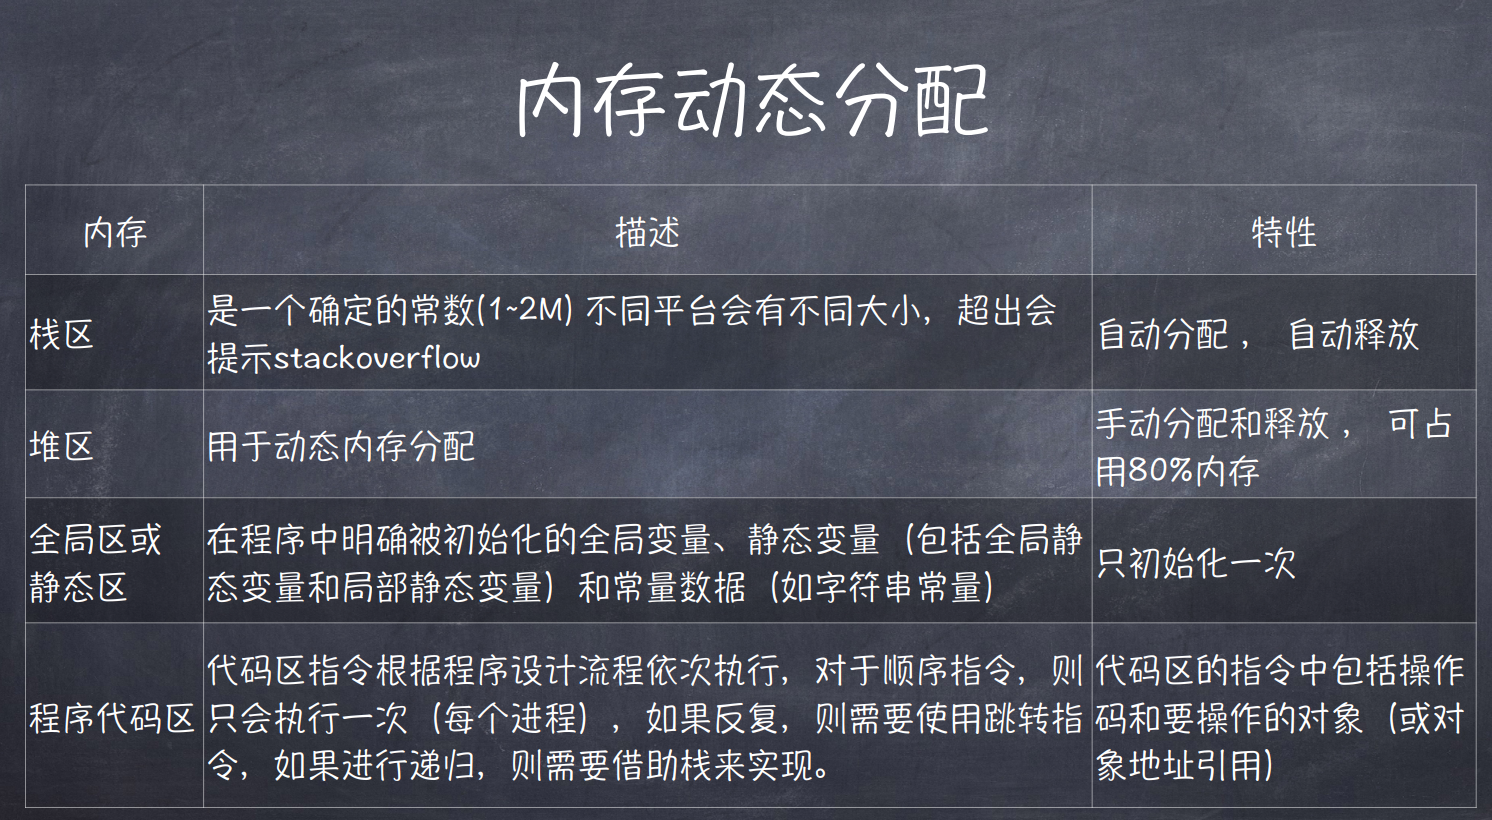 内存动态分配
内存
描述
特性
栈区
是一个确定的常数(1~2M) 不同平台会有不同大小，超出会
提示stackoverflow
自动分配 ， 自动释放
堆区
用于动态内存分配
手动分配和释放 ， 可占
用80%内存
全局区或
静态区
在程序中明确被初始化的全局变量、静态变量（包括全局静
态变量和局部静态变量）和常量数据（如字符串常量）
只初始化一次
程序代码区
代码区指令根据程序设计流程依次执行，对于顺序指令，则
只会执行一次（每个进程），如果反复，则需要使用跳转指
令，如果进行递归，则需要借助栈来实现。
代码区的指令中包括操作
码和要操作的对象（或对
象地址引用）